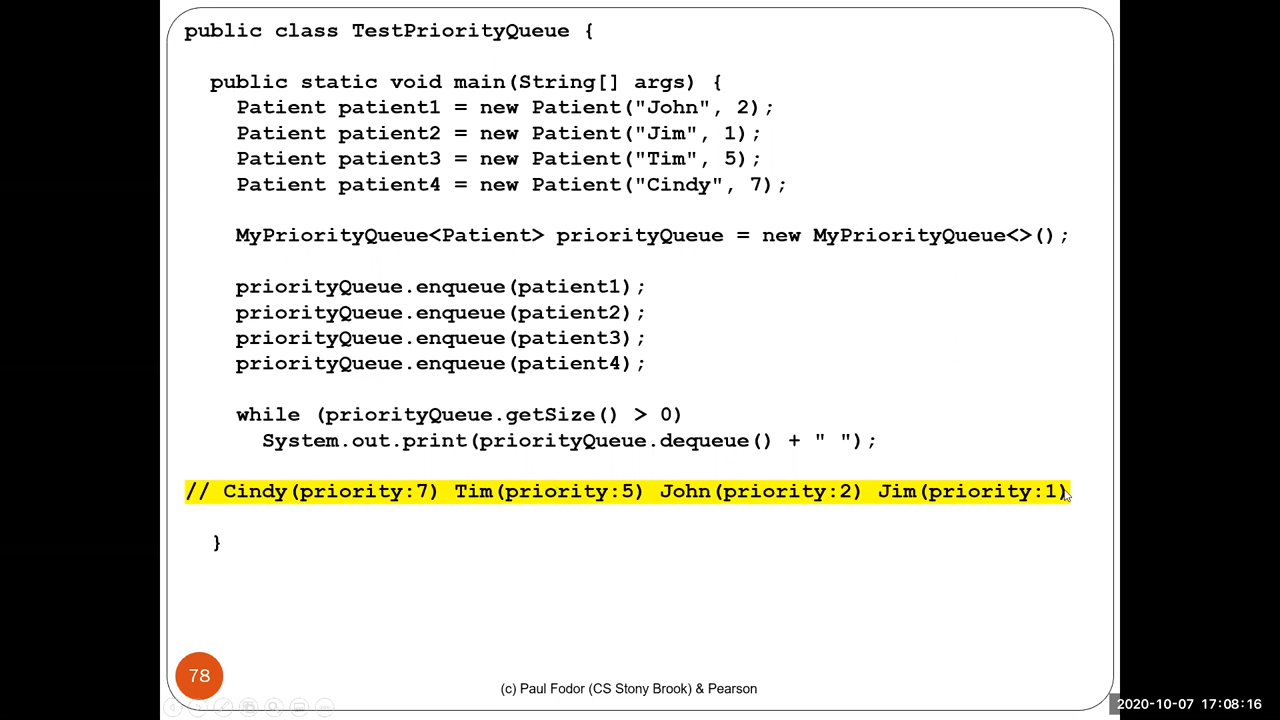 public class TestPriorityQueue {
public static void main(String[] args) {
Patient patient1 = new Patient("John", 2);
Patient patient2 = new Patient("Jim", 1);
Patient patient3 = new Patient("Tim", 5);
Patient patient4 = new Patient("Cindy", 7);
MyPriorityQueue<Patient> priorityQueue = new MyPriorityQueue<>();
priorityQueue.enqueue(patient1);
priorityQueue.enqueue(patient2);
priorityQueue.enqueue(patient3);
priorityQueue.enqueue(patient4);
while (priorityQueue.getSize() > 0)
System.out.print(priorityQueue.dequeue() + " ");
// Cindy(priority:7) Tim(priority:5) John(priority:2) Jim(priority:1)
}
78
(c) Paul Fodor (CS Stony Brook) & Pearson
2020-10-07 17:08:16